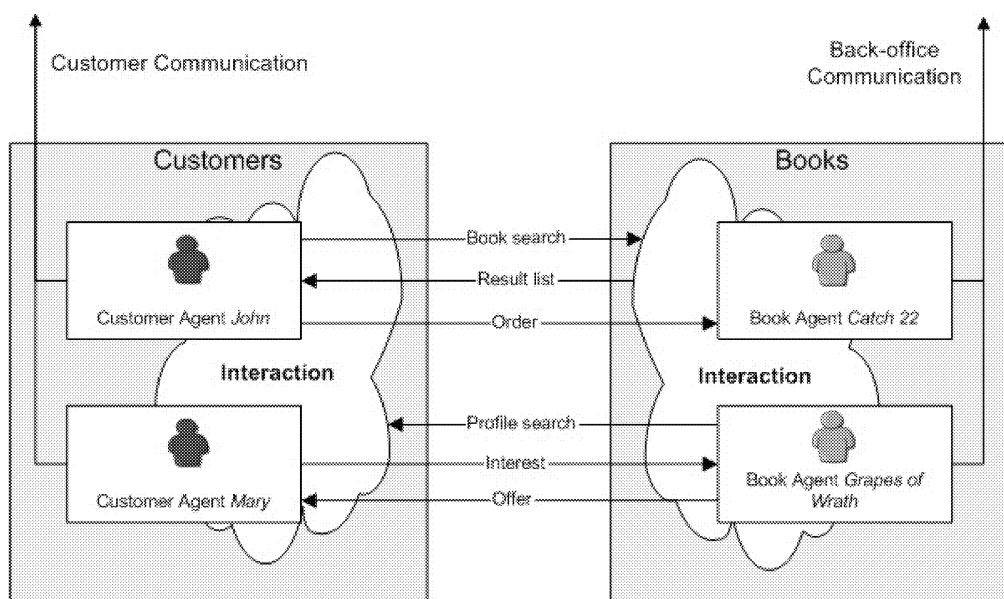 Customer Communication
Back-office
Communication
Customers
Books
Book search
Result list
Customer Agent John
Order
Book Agent Catch 22
Interaction
Interaction
Profile search
Interest
Customer Agent Mary
Book Agent Grapes of
Wrath
Offer